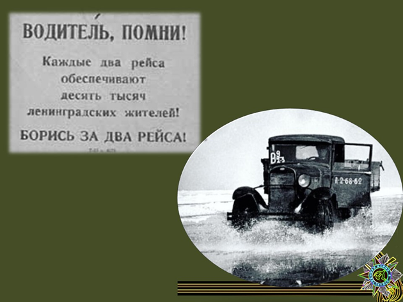 ВОДИТЕЛЬ, ПОМНИ!
Каждые два рейса
обеспечивают
десять тысяч
ленинградских жителей!
БОРИСЬ ЗА ДВА РЕЙСА!